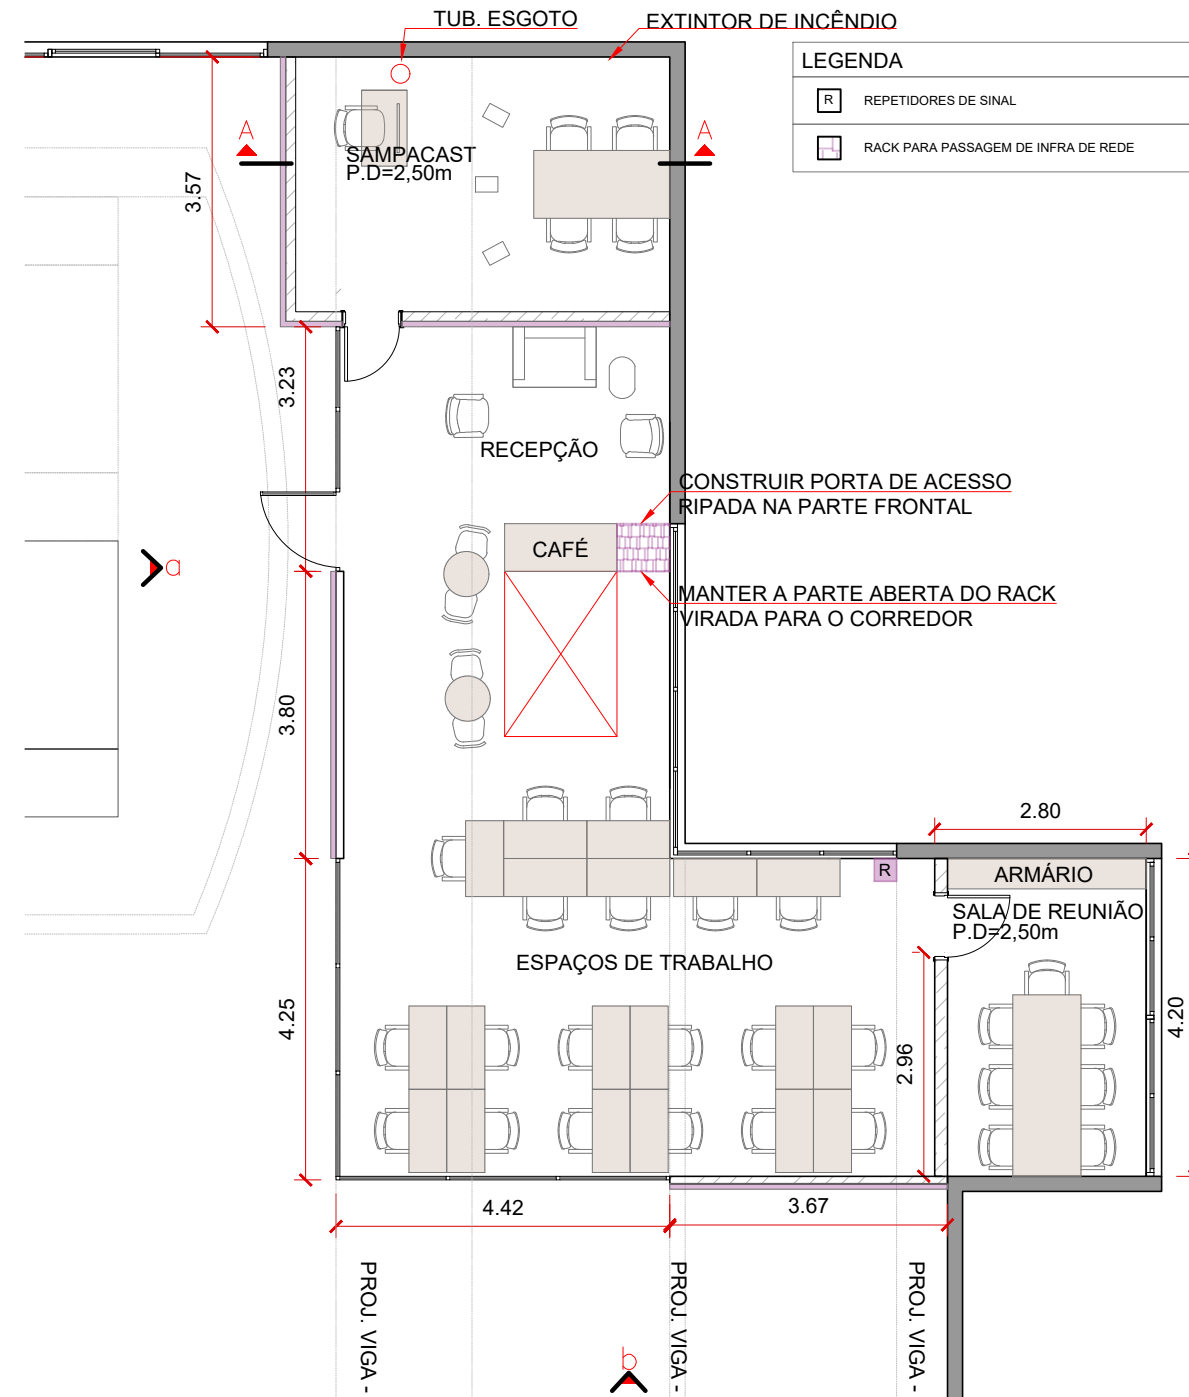 TUB. ESGOTO
EXTINTOR DE INCÊNDIO
LEGENDA
R
REPETIDORES DE SINAL
RACK PARA PASSAGEM DE INFRA DE REDE
A
A
SAMPACAST
P.D=2,50m
3.57
3.23
RECEPÇÃO
CONSTRUIR PORTA DE ACESSO
RIPADA NA PARTE FRONTAL
CAFÉ
a
MANTER A PARTE ABERTA DO RACK
VIRADA PARA O CORREDOR
3.80
2.80
R
ARMÁRIO
SALA DE REUNIÃO
P.D=2,50m
ESPAÇOS DE TRABALHO
4.25
2.96
4.20
4.42
3.67
PROJ. VIGA -
PROJ. VIGA -
PROJ. VIGA -
b